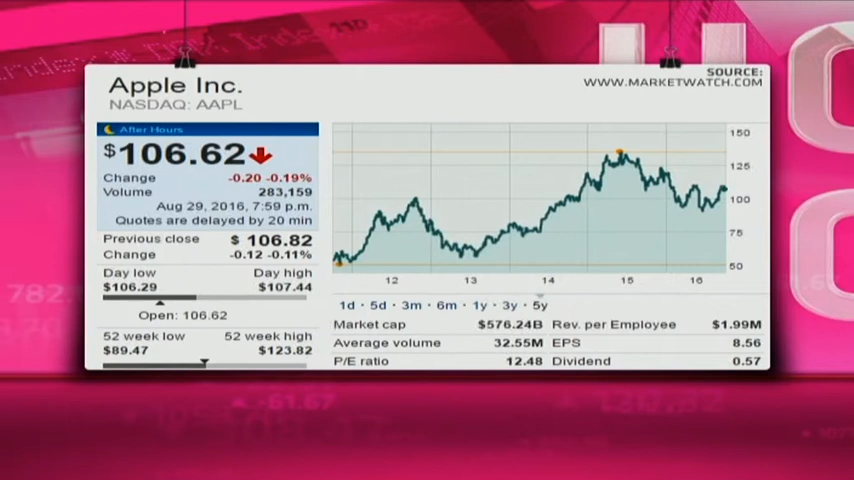 Apple Inc.
NASDAQ: AAPL
SOURCE:
WWW.MARKETWATCH.COM
After Hours
$106.62
Change -0.20 -0.19%
Volume 283,159
Aug 29, 2016, 7:59 p.m.
Quotes are delayed by 20 min
Previous close $ 106.82
Change -0.12 -0.11%
Day low Day high
$106.29 $107.44
Open: 106.62
52 week low 52 week high
$89.47 $123.82
150
125
100
75
50
12 13 14 15 16
1d · 5d · 3m · 6m · 1y · 3y · 5y
Market cap $576.24B Rev. per Employee $1.99M
Average volume 32.55M EPS 8.56
P/E ratio 12.48 Dividend 0.57
-61.67